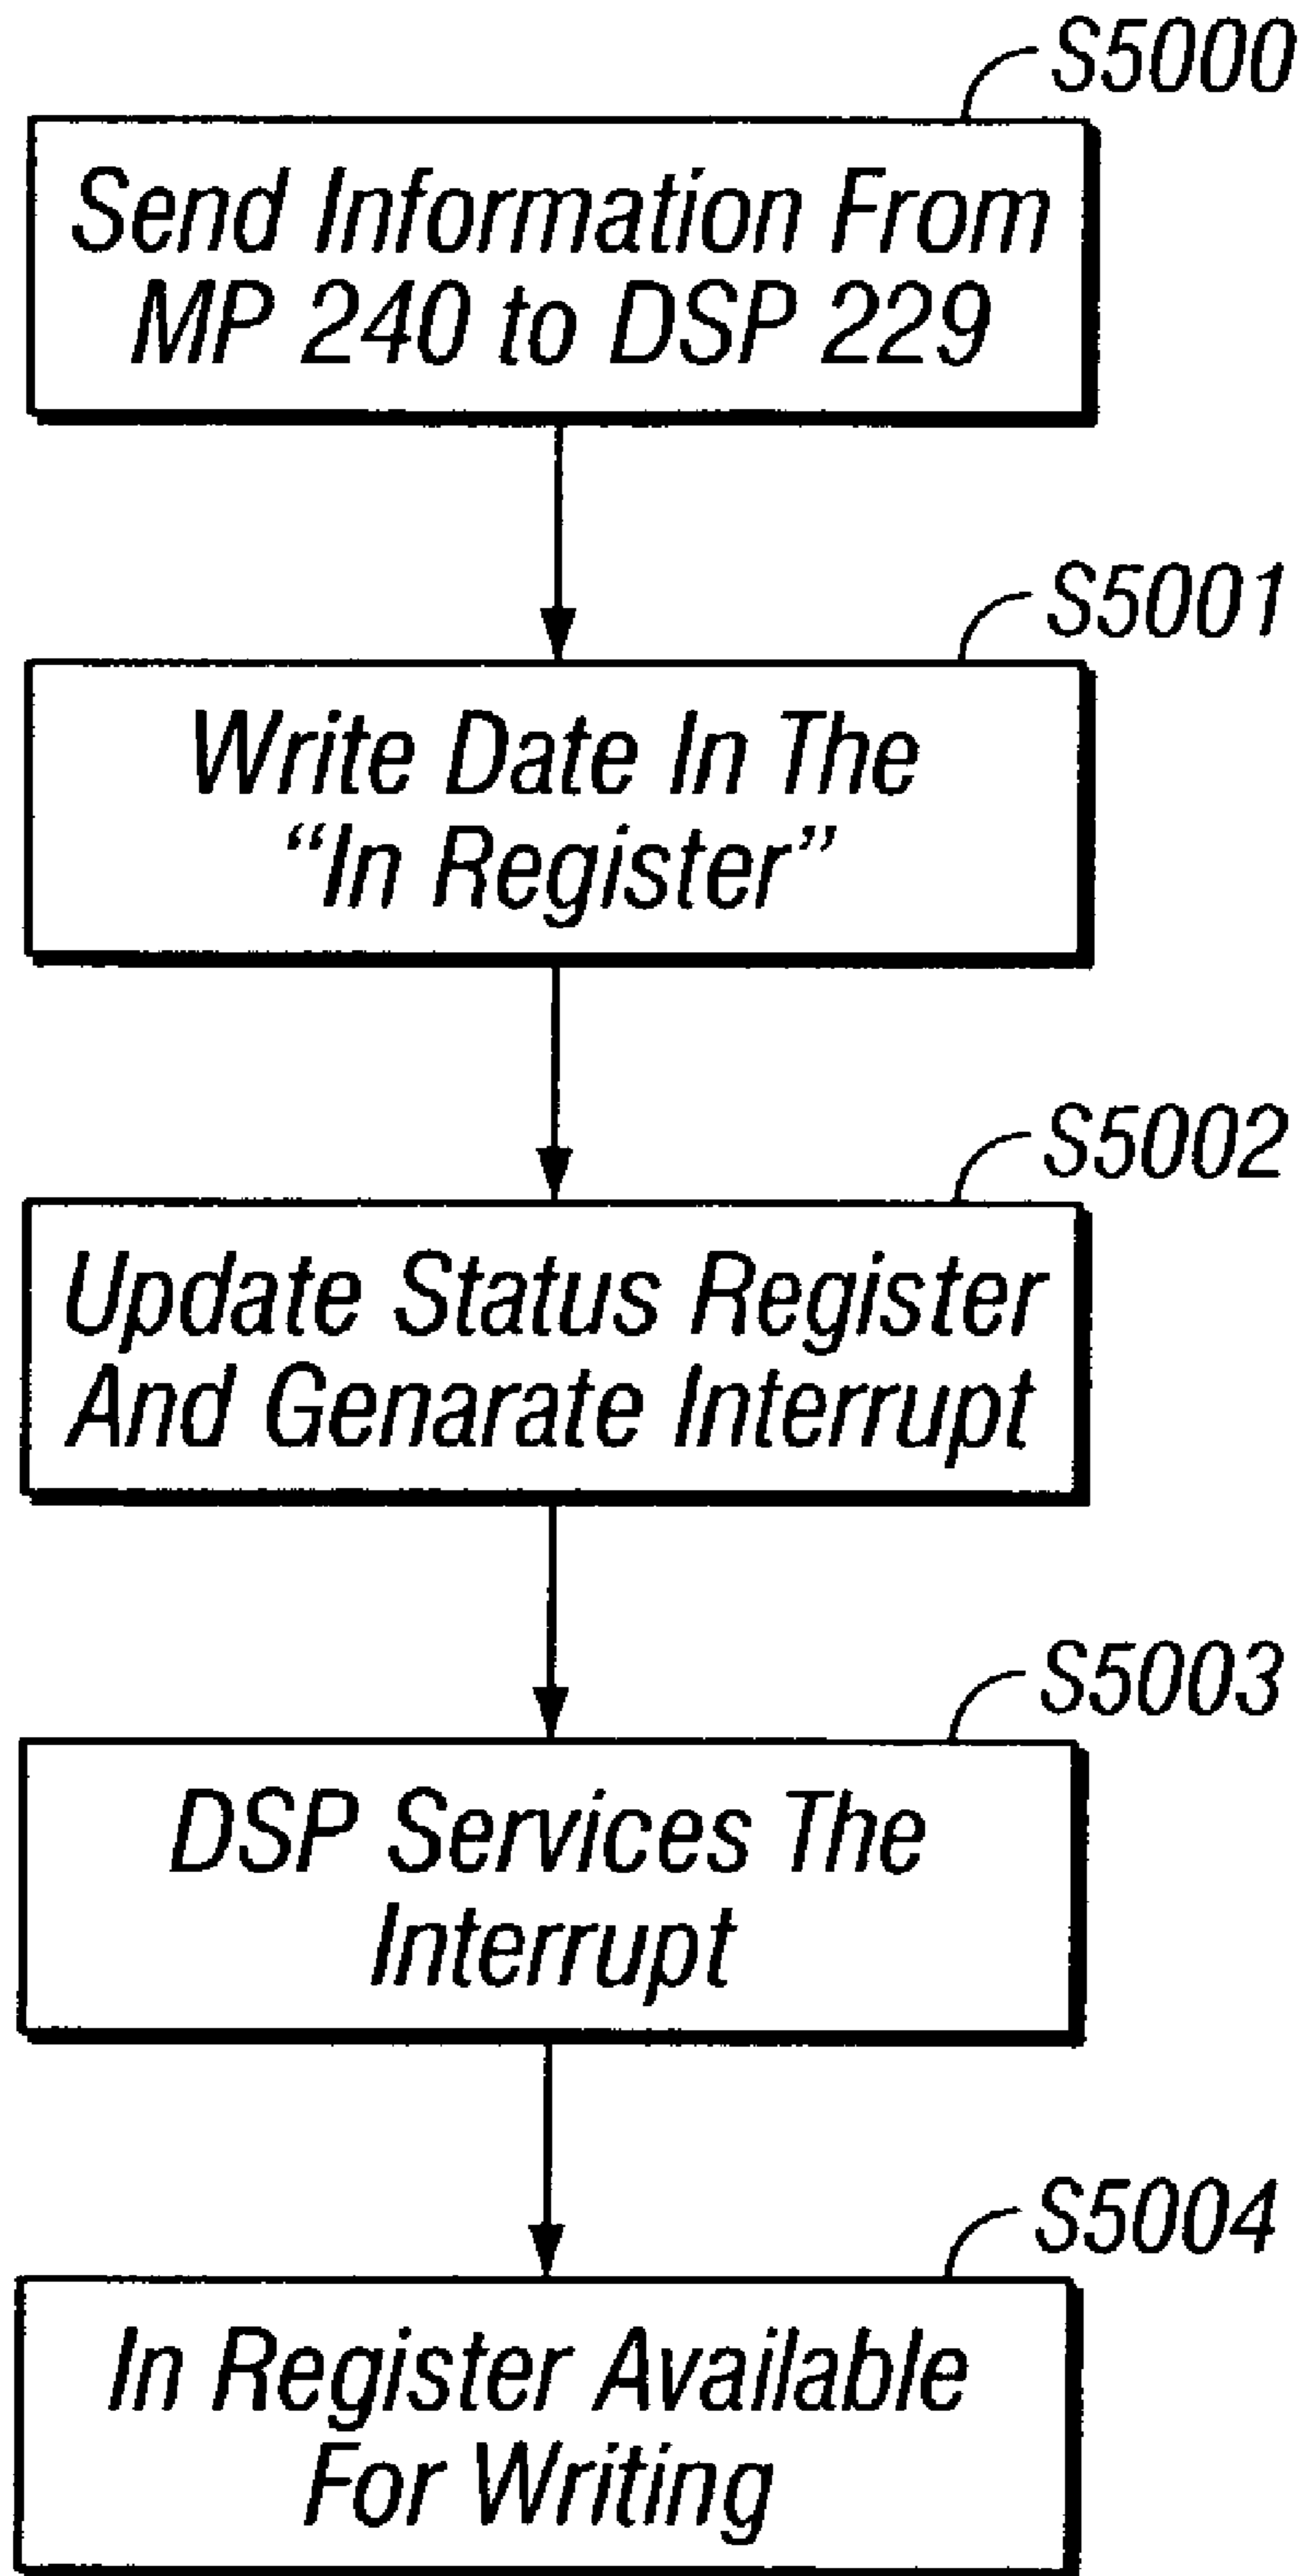 S5000
Send Information From
MP 240 to DSP 229
S5001
Write Date In The
“In Register”
S5002
Update Status Register
And Genarate Interrupt
S5003
DSP Services The
Interrupt
S5004
In Register Available
For Writing